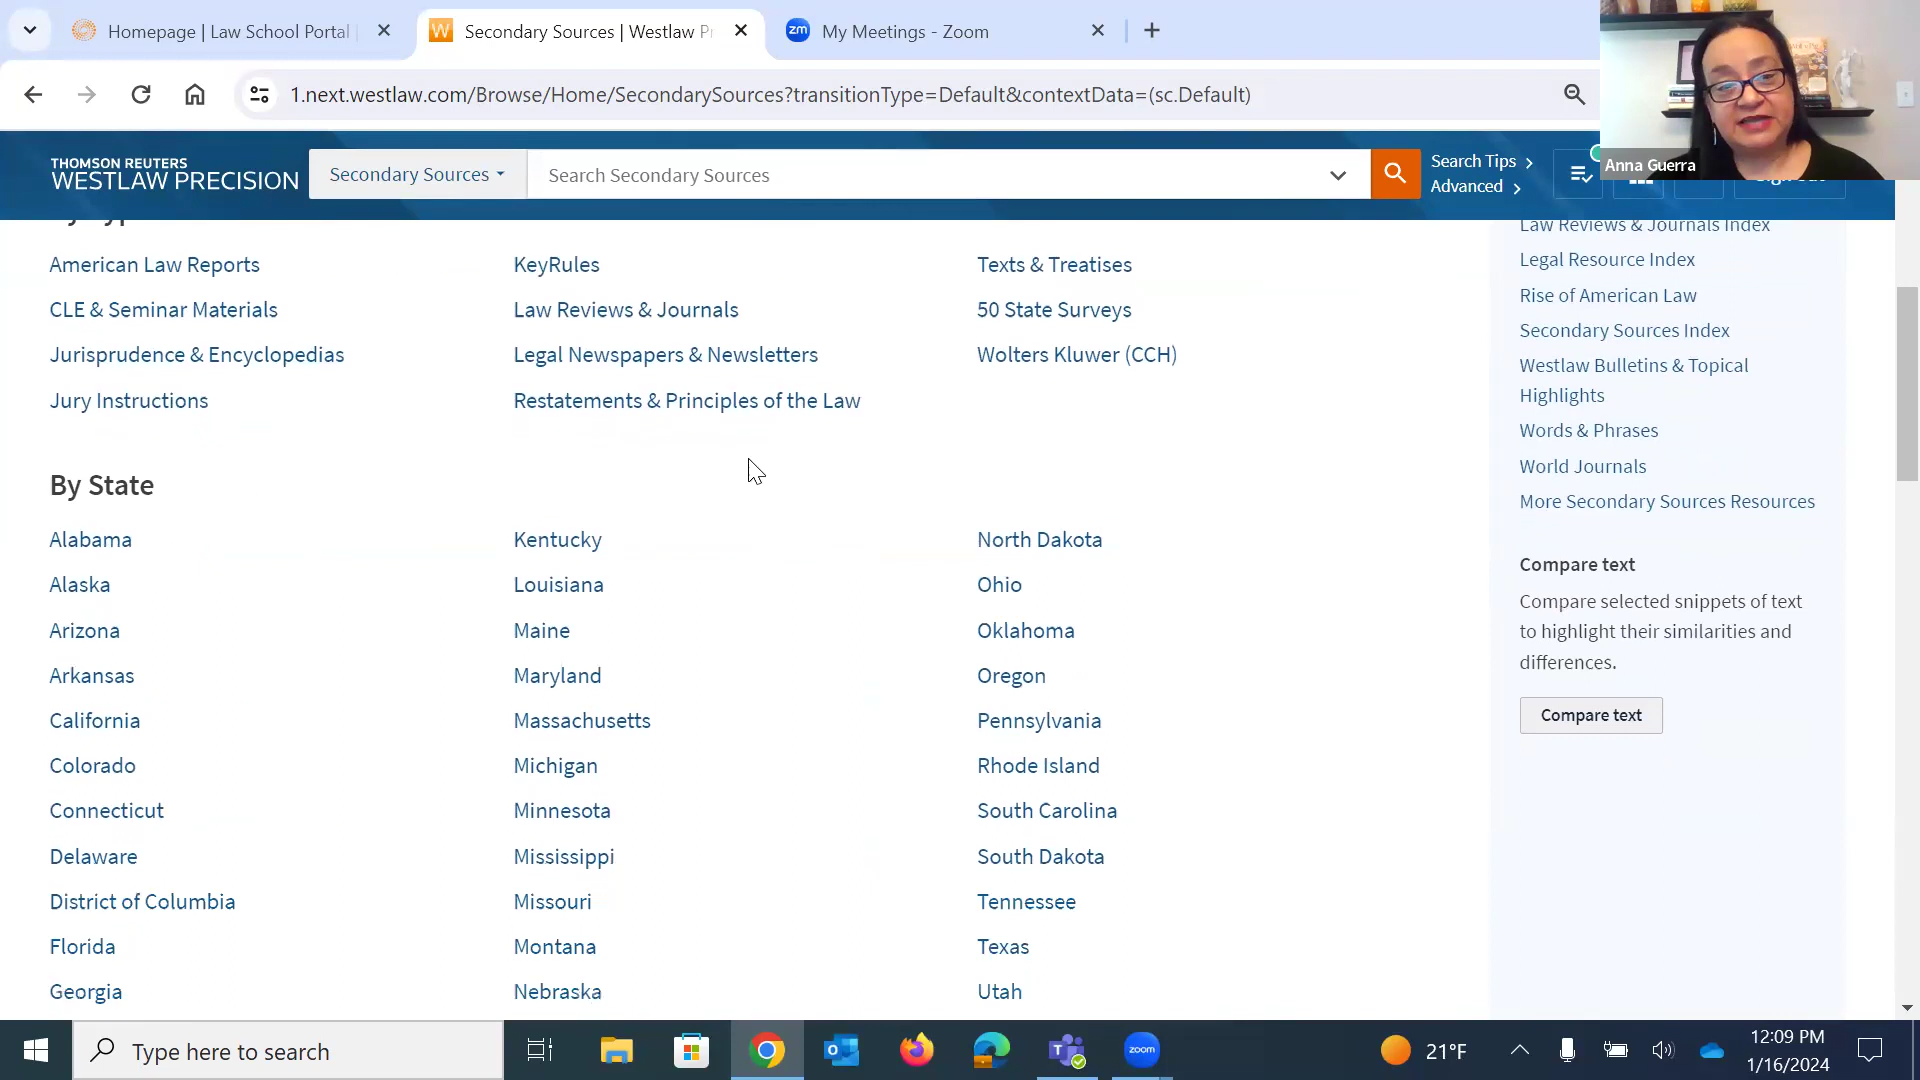 Homepage | Law School Portal
Secondary Sources | Westlaw Pr
My Meetings - Zoom
1.next.westlaw.com/Browse/Home/SecondarySources?transitionType=Default&contextData=(sc.Default)
THOMSON REUTERS
WESTLAW PRECISION
Secondary Sources
Search Secondary Sources
Search Tips
Advanced
Anna Guerra
American Law Reports
CLE & Seminar Materials
Jurisprudence & Encyclopedias
Jury Instructions
KeyRules
Law Reviews & Journals
Legal Newspapers & Newsletters
Restatements & Principles of the Law
Texts & Treatises
50 State Surveys
Wolters Kluwer (CCH)
By State
Alabama
Alaska
Arizona
Arkansas
California
Colorado
Connecticut
Delaware
District of Columbia
Florida
Georgia
Kentucky
Louisiana
Maine
Maryland
Massachusetts
Michigan
Minnesota
Mississippi
Missouri
Montana
Nebraska
North Dakota
Ohio
Oklahoma
Oregon
Pennsylvania
Rhode Island
South Carolina
South Dakota
Tennessee
Texas
Utah
Law Reviews & Journals Index
Legal Resource Index
Rise of American Law
Secondary Sources Index
Westlaw Bulletins & Topical
Highlights
Words & Phrases
World Journals
More Secondary Sources Resources
Compare text
Compare selected snippets of text
to highlight their similarities and
differences.
Compare text
Type here to search
zoom
21°F
12:09 PM
1/16/2024